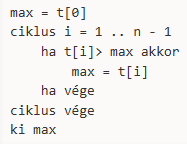 max = t[0]
ciklus i = 1 .. n - 1
    ha t[i]> max akkor
        max = t[i]
    ha vége
ciklus vége
ki max